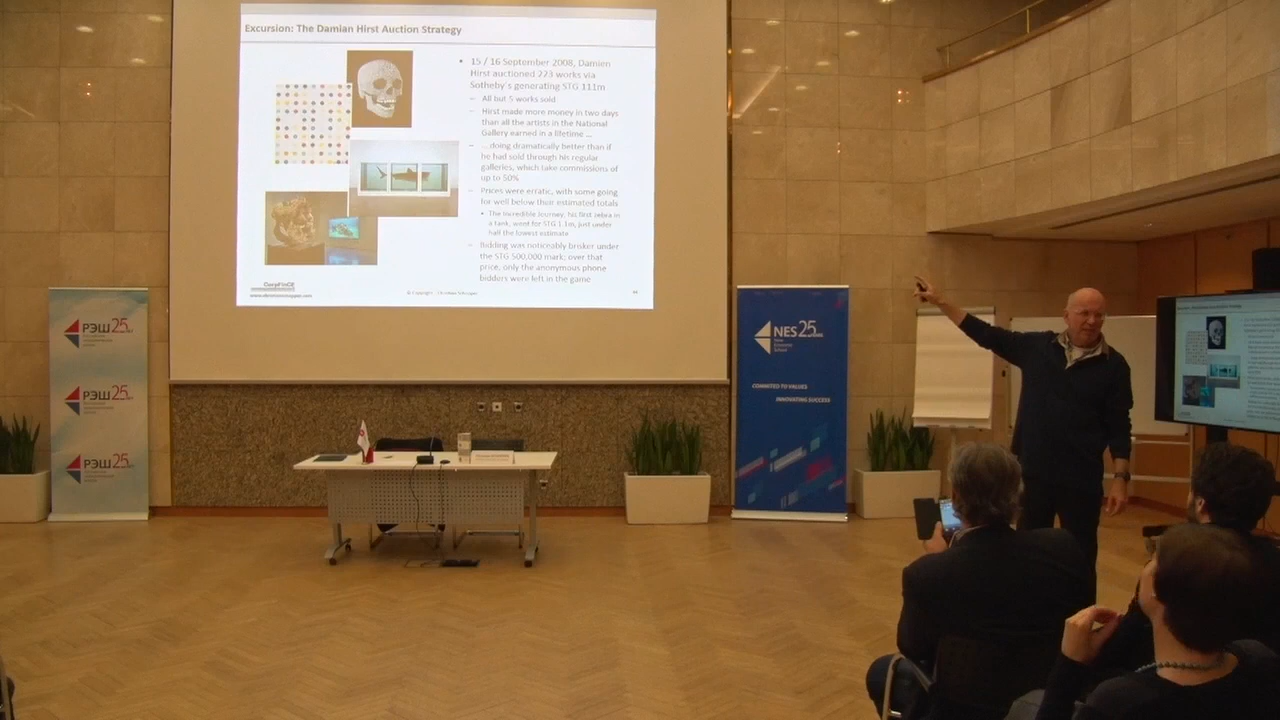 Excursion: The Damian Hirst Auction Strategy
• 15 / 16 September 2008, Damien
Hirst auctioned 223 works via
Sotheby´s generating STG 111m
– All but 5 works sold
– Hirst made more money in two days
than all the artists in the National
Gallery earned in a lifetime ...
– ... doing dramatically better than if
he had sold through his regular
galleries, which take commissions of
up to 50%
– Prices were erratic, with some going
for well below their estimated totals
• The Incredible Journey, his first zebra in
a tank, went for STG 1.1m, just under
half the lowest estimate
– Bidding was noticeably brisker under
the STG 500,000 mark; over that
price, only the anonymous phone
bidders were left in the game
© Copyright
РЭШ 25
РЭШ 25
РЭШ 25
NES 25
New
Economic
School
COMMITED TO VALUES
INNOVATING SUCCESS